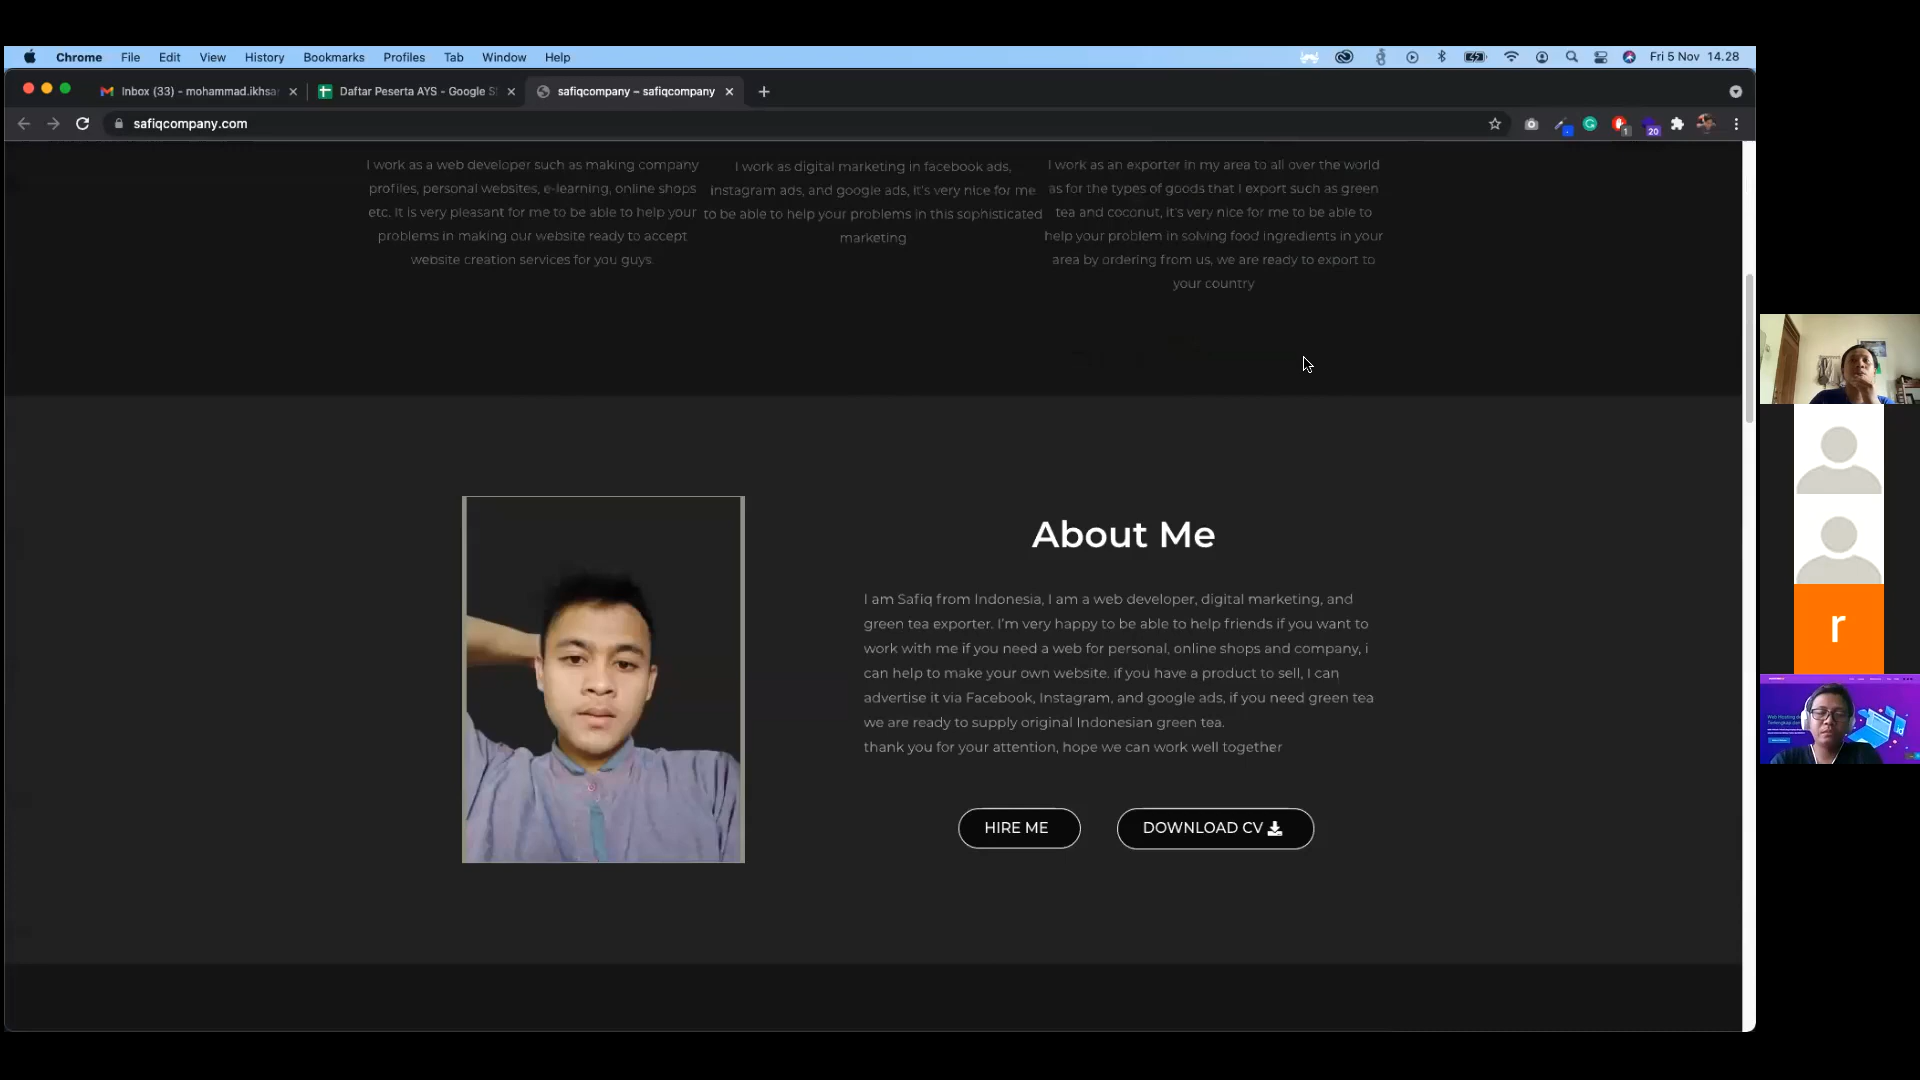 Chrome File Edit View History Bookmarks Profiles Tab Window Help
Fri 5 Nov 14.28
Inbox (33) – mohammad.ikhsa
Daftar Peserta AYS - Google S
safiqcompany – safiqcompany
safiqcompany.com
1
20
I work as a web developer such as making company
profiles, personal websites, e-learning, online shops
etc. It is very pleasant for me to be able to help your
problems in making our website ready to accept
website creation services for you guys.
I work as digital marketing in facebook ads,
instagram ads, and google ads, it's very nice for me
to be able to help your problems in this sophisticated
marketing
I work as an exporter in my area to all over the world
as for the types of goods that I export such as green
tea and coconut, it's very nice for me to be able to
help your problem in solving food ingredients in your
area by ordering from us, we are ready to export to
your country
About Me
I am Safiq from Indonesia, I am a web developer, digital marketing, and
green tea exporter. I'm very happy to be able to help friends if you want to
work with me if you need a web for personal, online shops and company, i
can help to make your own website. if you have a product to sell, I can
advertise it via Facebook, Instagram, and google ads, if you need green tea
we are ready to supply original Indonesian green tea.
thank you for your attention, hope we can work well together
HIRE ME
DOWNLOAD CV
r